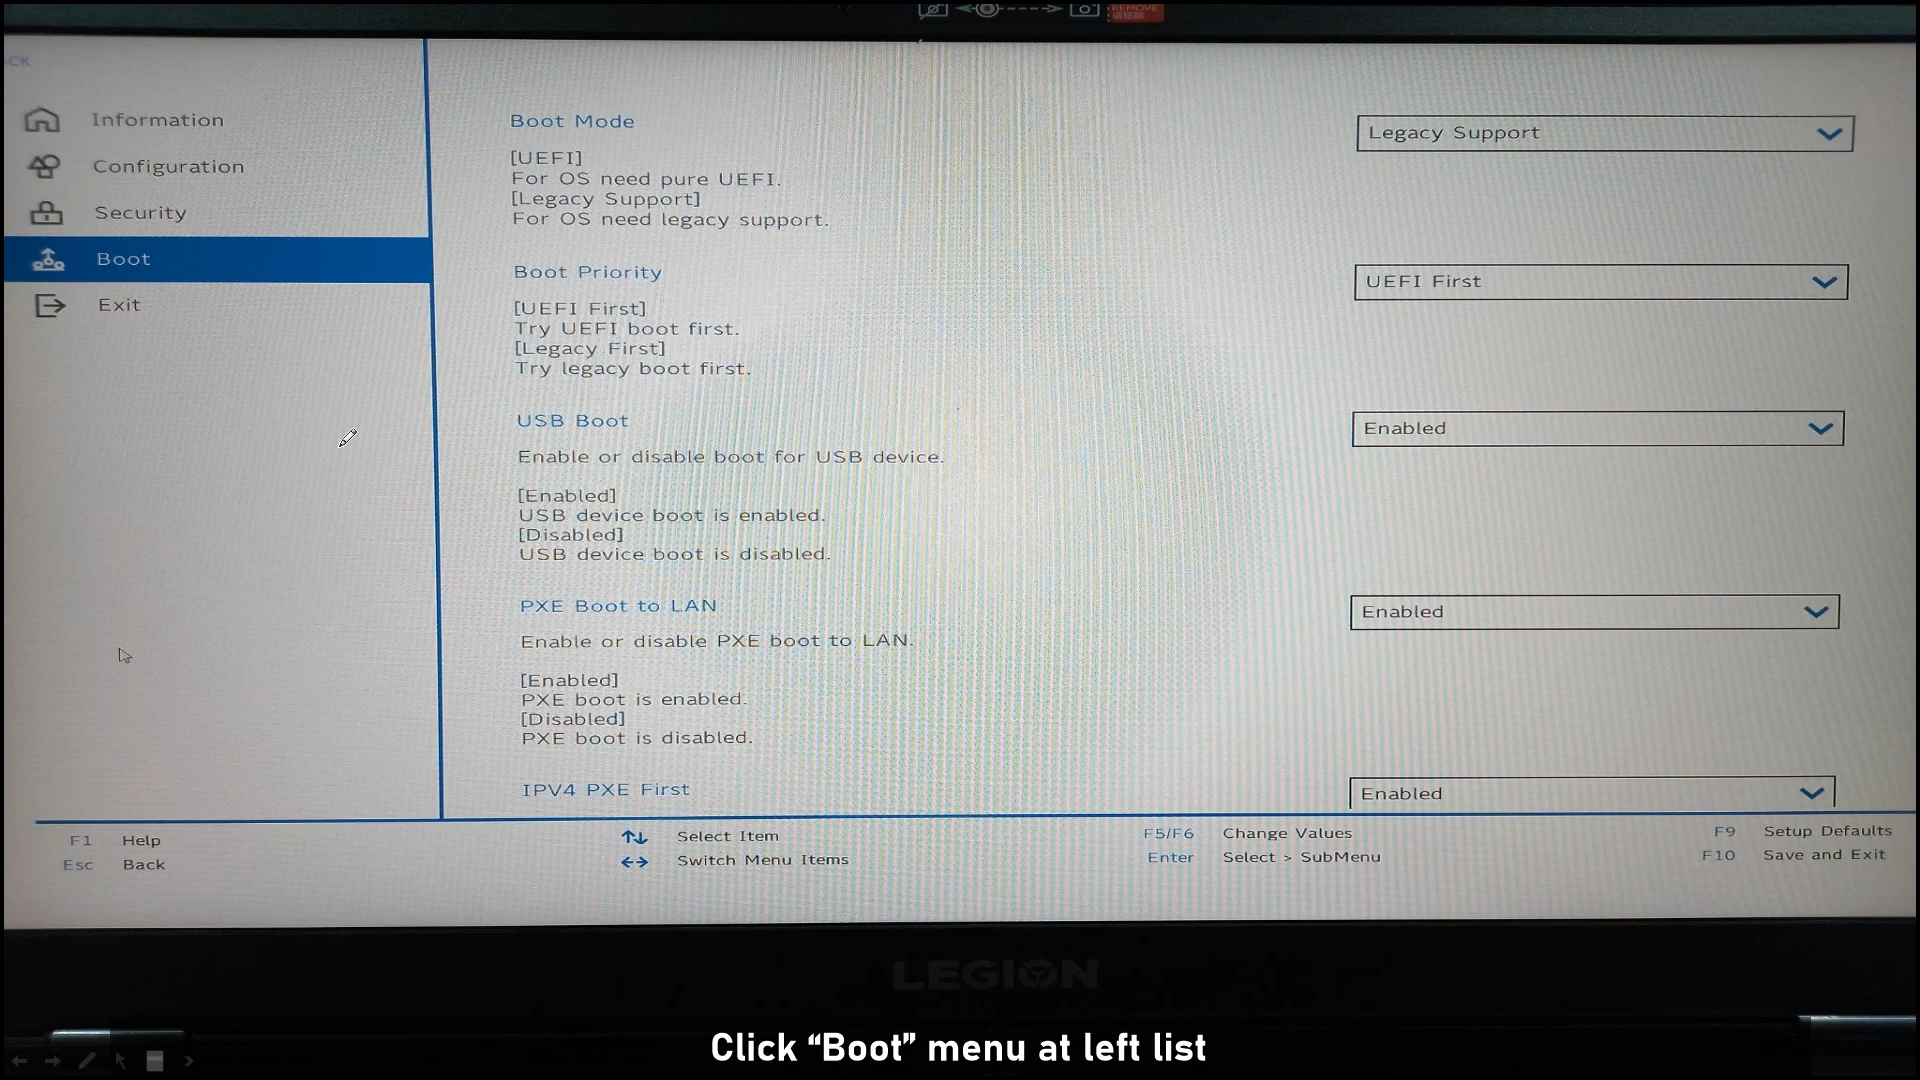 REMOVE
请移除
CK
Information
Configuration
Security
Boot
Exit
Boot Mode
Legacy Support
[UEFI]
For OS need pure UEFI.
[Legacy Support]
For OS need legacy support.
Boot Priority
UEFI First
[UEFI First]
Try UEFI boot first.
[Legacy First]
Try legacy boot first.
USB Boot
Enabled
Enable or disable boot for USB device.
[Enabled]
USB device boot is enabled.
[Disabled]
USB device boot is disabled.
PXE Boot to LAN
Enabled
Enable or disable PXE boot to LAN.
[Enabled]
PXE boot is enabled.
[Disabled]
PXE boot is disabled.
IPV4 PXE First
Enabled
F1 Help
Esc Back
Select Item
Switch Menu Items
F5/F6 Change Values
Enter Select > SubMenu
F9 Setup Defaults
F10 Save and Exit
LEGION
Click “Boot” menu at left list